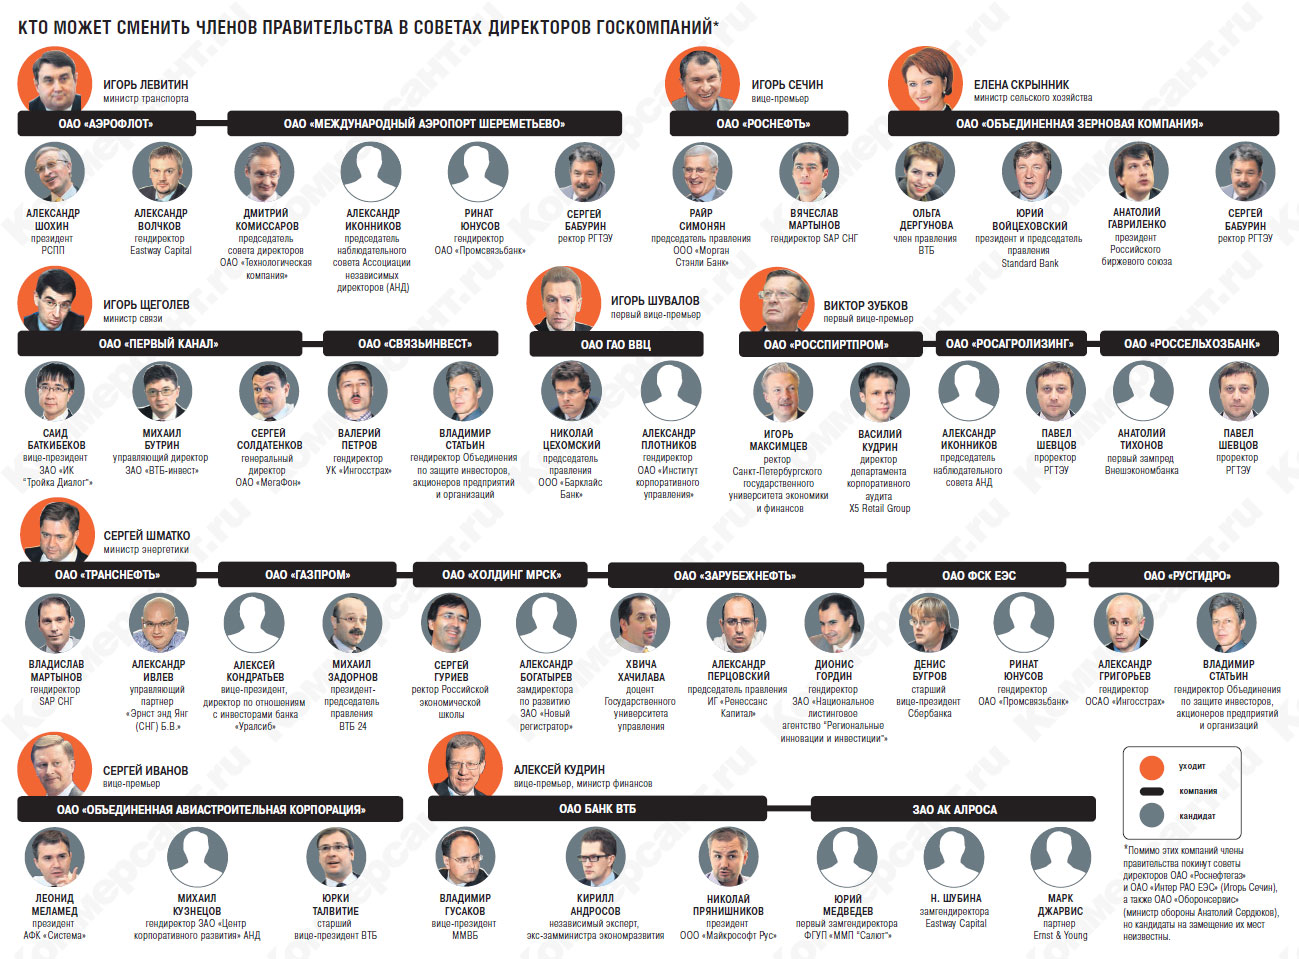 КТО МОЖЕТ СМЕНИТЬ ЧЛЕНОВ ПРАВИТЕЛЬСТВА В СОВЕТАХ ДИРЕКТОРОВ ГОСКОМПАНИЙ*
ИГОРЬ ЛЕВИТИН
министр транспорта
ОАО «АЭРОФЛОТ»
ОАО «МЕЖДУНАРОДНЫЙ АЭРОПОРТ ШЕРЕМЕТЬЕВО»
АЛЕКСАНДР
ШОХИН
президент
РСПП
АЛЕКСАНДР
ВОЛЧКОВ
гендиректор
Eastway Capital
ДМИТРИЙ
КОМИССАРОВ
председатель
совета директоров
ОАО «Технологическая
компания»
АЛЕКСАНДР
ИКОННИКОВ
председатель
наблюдательного
совета Ассоциации
независимых
директоров (АНД)
РИНАТ
ЮНУСОВ
гендиректор
ОАО «Промсвязьбанк»
СЕРГЕЙ
БАБУРИН
ректор РГТЭУ
ИГОРЬ СЕЧИН
вице-премьер
ОАО «РОСНЕФТЬ»
РАЙР
СИМОНЯН
председатель правления
ООО «Морган
Стэнли Банк»
ВЯЧЕСЛАВ
МАРТЫНОВ
гендиректор SAP СНГ
ЕЛЕНА СКРЫННИК
министр сельского хозяйства
ОАО «ОБЪЕДИНЕННАЯ ЗЕРНОВАЯ КОМПАНИЯ»
ОЛЬГА
ДЕРГУНОВА
член правления
ВТБ
ЮРИЙ
ВОЙЦЕХОВСКИЙ
президент и председатель
правления
Standard Bank
АНАТОЛИЙ
ГАВРИЛЕНКО
президент
Российского
биржевого союза
СЕРГЕЙ
БАБУРИН
ректор РГТЭУ
ИГОРЬ ЩЕГОЛЕВ
министр связи
ОАО «ПЕРВЫЙ КАНАЛ»
ОАО «СВЯЗЬИНВЕСТ»
САИД
БАТКИБЕКОВ
вице-президент
ЗАО «ИК
"Тройка Диалог"»
МИХАИЛ
БУТРИН
управляющий директор
ЗАО «ВТБ-инвест»
СЕРГЕЙ
СОЛДАТЕНКОВ
генеральный
директор
ОАО «МегаФон»
ВАЛЕРИЙ
ПЕТРОВ
гендиректор
УК «Ингосстрах»
ВЛАДИМИР
СТАТЬИН
гендиректор Объединения
по защите инвесторов,
акционеров предприятий
и организаций
ИГОРЬ ШУВАЛОВ
первый вице-премьер
ОАО ГАО ВВЦ
НИКОЛАЙ
ЦЕХОМСКИЙ
председатель
правления
ООО «Барклайс
Банк»
АЛЕКСАНДР
ПЛОТНИКОВ
гендиректор
ОАО «Институт
корпоративного
управления»
ВИКТОР ЗУБКОВ
первый вице-премьер
ОАО «РОССПИРТПРОМ»
ОАО «РОСАГРОЛИЗИНГ»
ОАО «РОССЕЛЬХОЗБАНК»
ИГОРЬ
МАКСИМЦЕВ
ректор
Санкт-Петербургского
государственного
университета экономики
и финансов
ВАСИЛИЙ
КУДРИН
директор
департамента
корпоративного
аудита
X5 Retail Group
АЛЕКСАНДР
ИКОННИКОВ
председатель
наблюдательного
совета АНД
ПАВЕЛ
ШЕВЦОВ
проректор
РГТЭУ
АНАТОЛИЙ
ТИХОНОВ
первый зампред
Внешэкономбанка
ПАВЕЛ
ШЕВЦОВ
проректор
РГТЭУ
СЕРГЕЙ ШМАТКО
министр энергетики
ОАО «ТРАНСНЕФТЬ»
ОАО «ГАЗПРОМ»
ОАО «ХОЛДИНГ МРСК»
ОАО «ЗАРУБЕЖНЕФТЬ»
ОАО ФСК ЕЭС
ОАО «РУСГИДРО»
ВЛАДИСЛАВ
МАРТЫНОВ
гендиректор
SAP СНГ
АЛЕКСАНДР
ИВЛЕВ
управляющий
партнер
«Эрнст энд Янг
(СНГ) Б.В.»
АЛЕКСЕЙ
КОНДРАТЬЕВ
вице-президент,
директор по отношениям
с инвесторами банка
«Уралсиб»
МИХАИЛ
ЗАДОРНОВ
президент-
председатель
правления
ВТБ 24
СЕРГЕЙ
ГУРИЕВ
ректор Российской
экономической
школы
АЛЕКСАНДР
БОГАТЫРЕВ
замдиректора
по развитию
ЗАО «Новый
регистратор»
ХВИЧА
ХАЧИЛАВА
доцент
Государственного
университета
управления
АЛЕКСАНДР
ПЕРЦОВСКИЙ
председатель правления
ИГ «Ренессанс
Капитал»
ДИОНИС
ГОРДИН
гендиректор
ЗАО «Национальное
листинговое
агентство "Региональные
инновации и инвестиции"»
ДЕНИС
БУГРОВ
старший
вице-президент
Сбербанка
РИНАТ
ЮНУСОВ
гендиректор
ОАО «Промсвязьбанк»
АЛЕКСАНДР
ГРИГОРЬЕВ
гендиректор
ОСАО «Ингосстрах»
ВЛАДИМИР
СТАТЬИН
гендиректор Объединения
по защите инвесторов,
акционеров предприятий
и организаций
СЕРГЕЙ ИВАНОВ
вице-премьер
ОАО «ОБЪЕДИНЕННАЯ АВИАСТРОИТЕЛЬНАЯ КОРПОРАЦИЯ»
ЛЕОНИД
МЕЛАМЕД
президент
АФК «Система»
МИХАИЛ
КУЗНЕЦОВ
гендиректор ЗАО «Центр
корпоративного развития» АНД
ЮРКИ
ТАЛВИТИЕ
старший
вице-президент ВТБ
АЛЕКСЕЙ КУДРИН
вице-премьер, министр финансов
ОАО БАНК ВТБ
ЗАО АК АЛРОСА
ВЛАДИМИР
ГУСАКОВ
вице-президент
ММВБ
КИРИЛЛ
АНДРОСОВ
независимый эксперт,
экс-замминистра экономразвития
НИКОЛАЙ
ПРЯНИШНИКОВ
президент
ООО «Майкрософт Рус»
ЮРИЙ
МЕДВЕДЕВ
первый замгендиректора
ФГУП «ММП "Салют"»
Н. ШУБИНА
замгендиректора
Eastway Capital
МАРК
ДЖАРВИС
партнер
Ernst & Young
уходит
компания
кандидат
*Помимо этих компаний члены
правительства покинут советы
директоров ОАО «Роснефтегаз»
и ОАО «Интер РАО ЕЭС» (Игорь Сечин),
а также ОАО «Оборонсервис»
(министр обороны Анатолий Сердюков),
но кандидаты на замещение их мест
неизвестны.
Коммерсант.ru